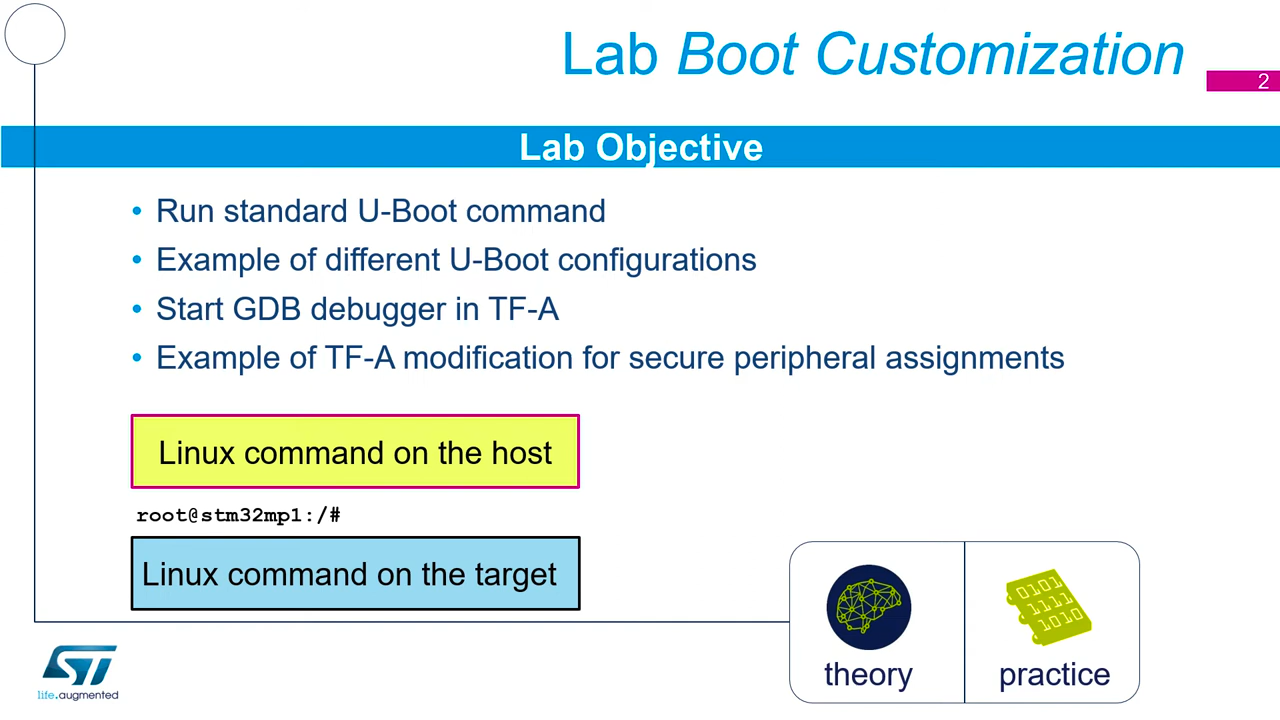 Lab Boot Customization
2
Lab Objective
• Run standard U-Boot command
• Example of different U-Boot configurations
• Start GDB debugger in TF-A
• Example of TF-A modification for secure peripheral assignments
Linux command on the host
root@stm32mp1:/#
Linux command on the target
0101
1111
1010
theory
practice
ST
life.augmented